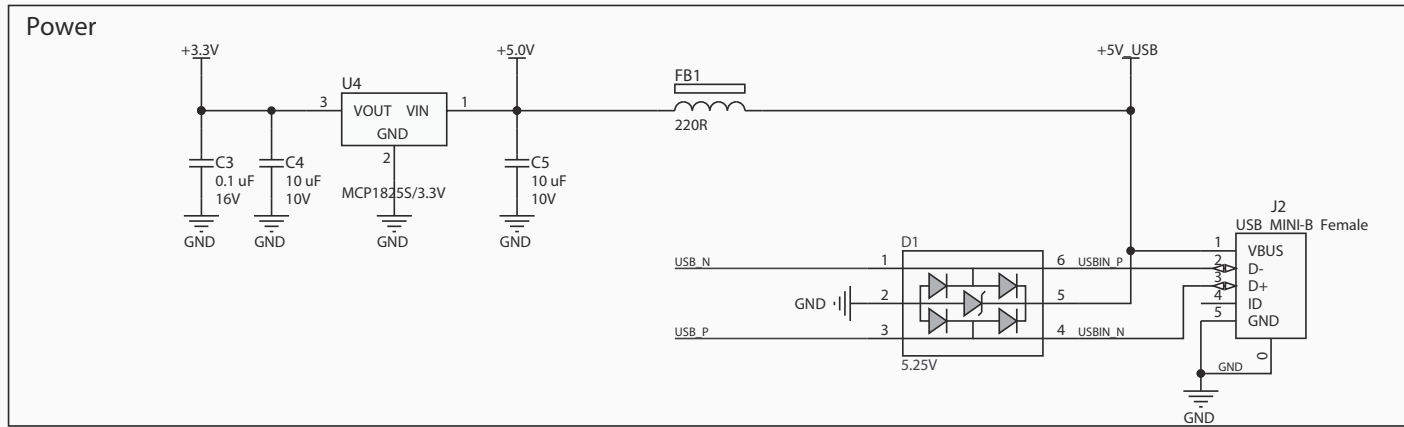 Power
+3.3V
+5.0V
+5V_USB
U4
FB1
3
VOUT VIN
1
GND
220R
2
C3
0.1 uF
16V
C4
10 uF
10V
MCP1825S/3.3V
C5
10 uF
10V
GND
GND
GND
GND
J2
USB MINI-B Female
D1
USB_N
1
6
USBIN_P
1
VBUS
2
D-
3
D+
GND
2
5
4
ID
5
GND
USB_P
3
4
USBIN_N
5.25V
0
GND
GND